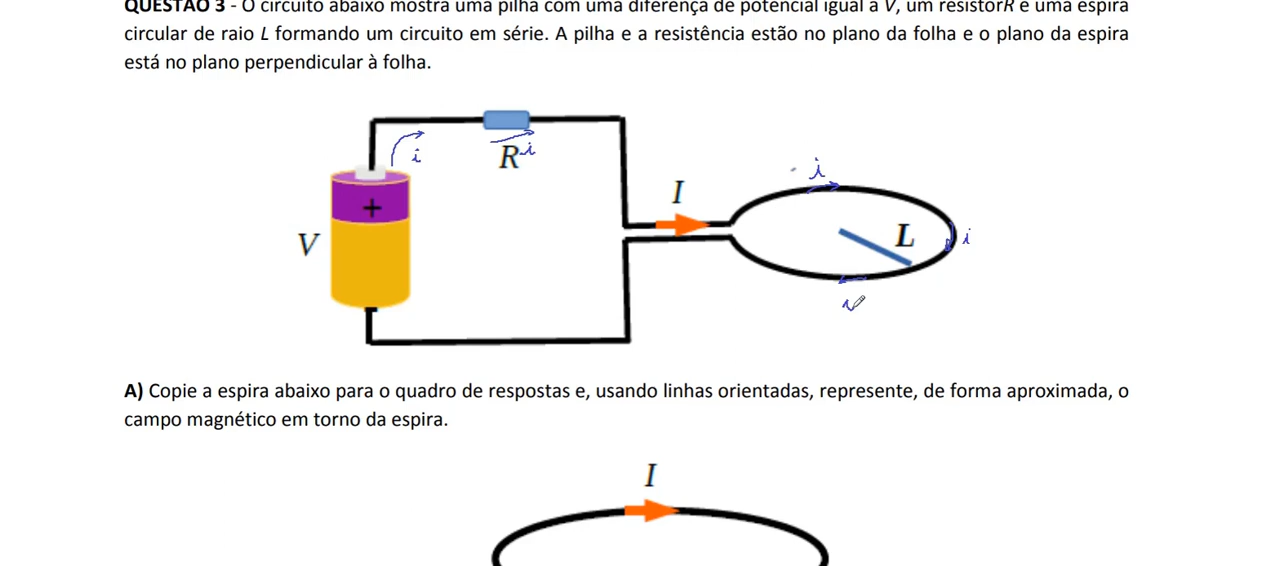 QUESTÃO 3 - O circuito abaixo mostra uma pilha com uma diferença de potencial igual a V, um resistorR e uma espira
circular de raio L formando um circuito em série. A pilha e a resistência estão no plano da folha e o plano da espira
está no plano perpendicular à folha.
i
R i
i
I
+
V
L
i
A) Copie a espira abaixo para o quadro de respostas e, usando linhas orientadas, represente, de forma aproximada, o
campo magnético em torno da espira.
I